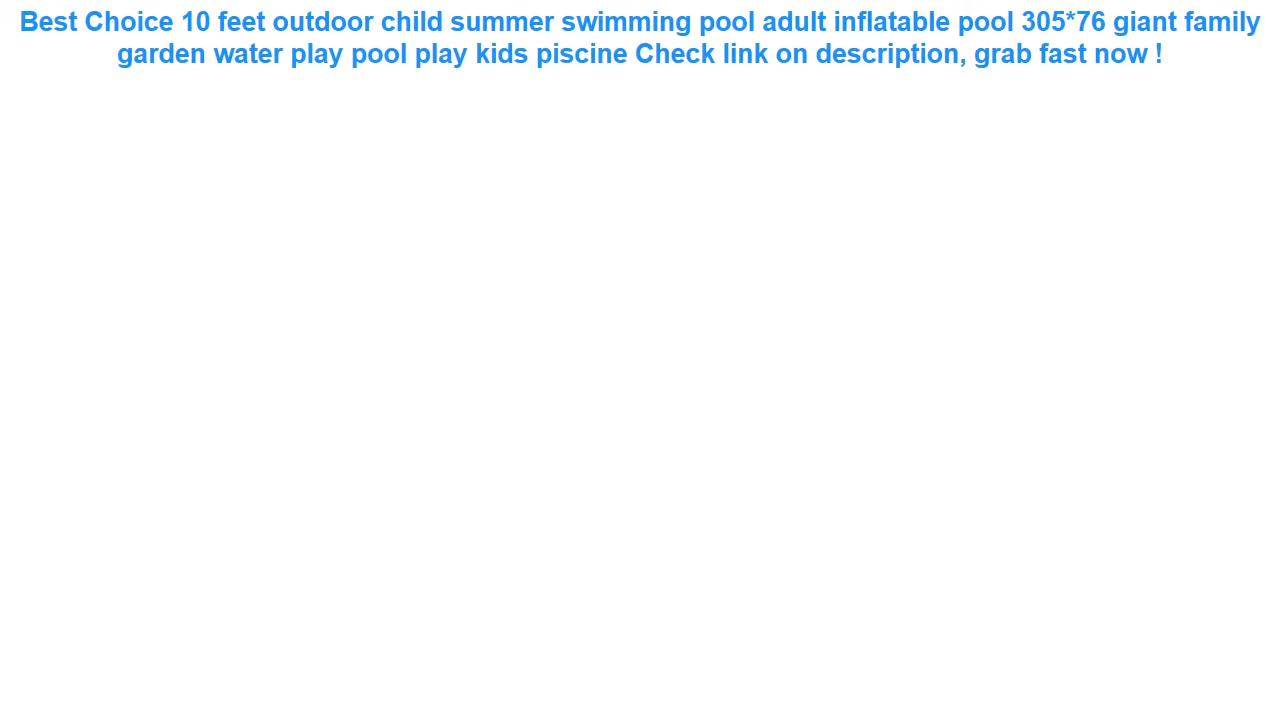 Best Choice 10 feet outdoor child summer swimming pool adult inflatable pool 305*76 giant family
garden water play pool play kids piscine Check link on description, grab fast now !